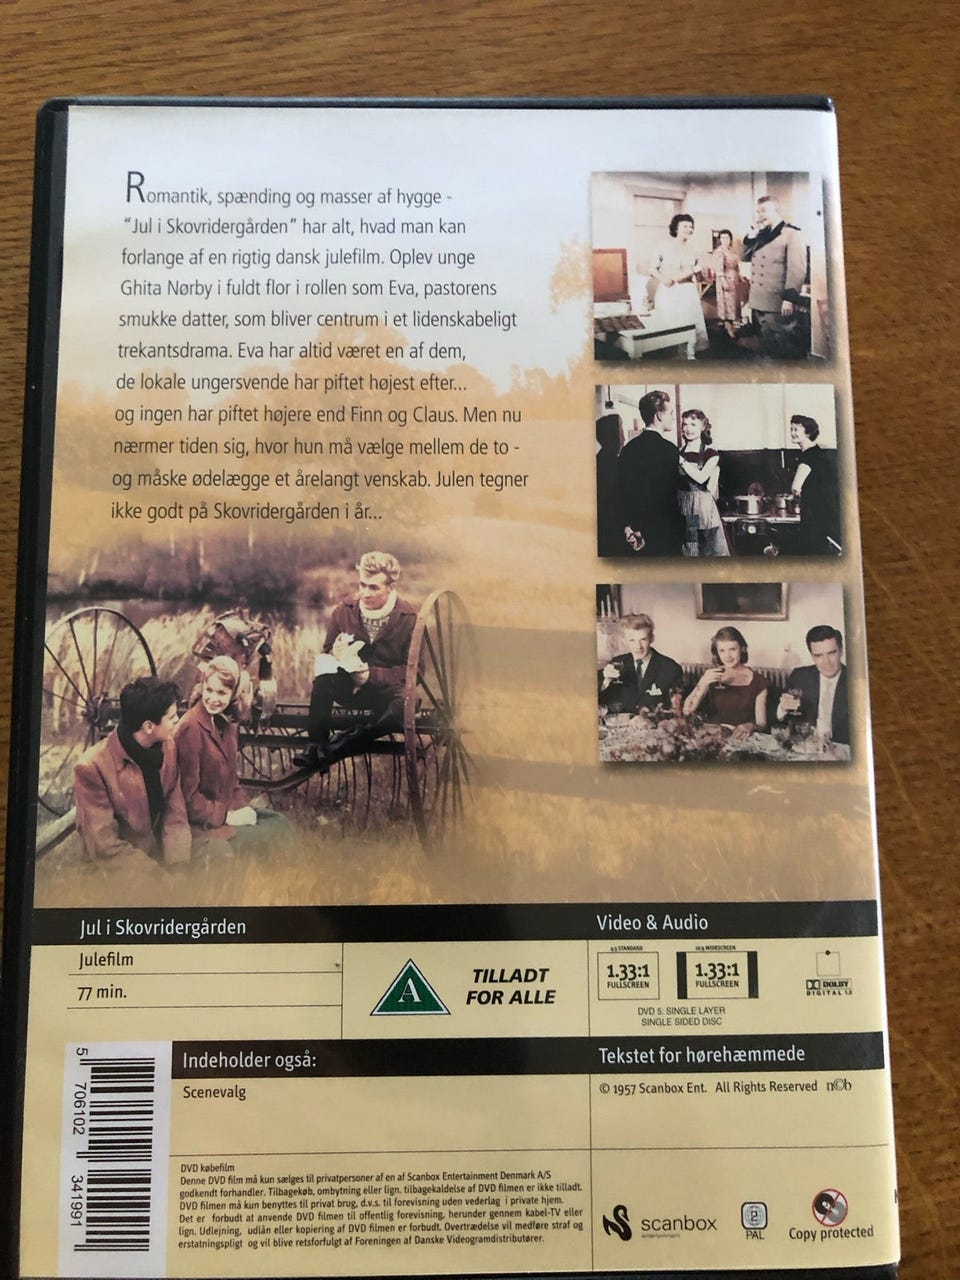 Romantik, spænding og masser af hygge -
"Jul i Skovridergården" har alt, hvad man kan
forlange af en rigtig dansk julefilm. Oplev unge
Ghita Nørby i fuldt flor i rollen som Eva, pastorens
smukke datter, som bliver centrum i et lidenskabeligt
trekantsdrama. Eva har altid været en af dem,
de lokale ungersvende har piftet højest efter...
og ingen har piftet højere end Finn og Claus. Men nu
nærmer tiden sig, hvor hun må vælge mellem de to -
og måske ødelægge et årelangt venskab. Julen tegner
ikke godt på Skovridergården i år...
Jul i Skovridergården
Julefilm
77 min.
A
TILLADT
FOR ALLE
Video & Audio
4:3 STANDARD
1.33:1
FULLSCREEN
16:9 WIDESCREEN
1.33:1
FULLSCREEN
DVD 5: SINGLE LAYER
SINGLE SIDED DISC
DOLBY
DIGITAL 1.0
Indeholder også:
Scenevalg
Tekstet for hørehæmmede
© 1957 Scanbox Ent. All Rights Reserved n©b
5 706102 341991
DVD købefilm
Denne DVD film må kun sælges til privatpersoner af en af Scanbox Entertainment Denmark A/S
godkendt forhandler. Tilbagekøb, ombytning eller lign. tilbagekaldelse af DVD filmen er ikke tilladt.
DVD filmen må kun benyttes til privat brug, d.v.s. til forevisning uden vederlag i private hjem.
Det er forbudt at anvende DVD filmen til offentlig forevisning, herunder gennem kabel-TV eller
lign. Udlejning, udlån eller kopiering af DVD filmen er forbudt. Overtrædelse vil medføre straf og
erstatningspligt og vil blive retsforfulgt af Foreningen af Danske Videogramdistributører.
scanbox
entertainment
2
PAL
Copy protected